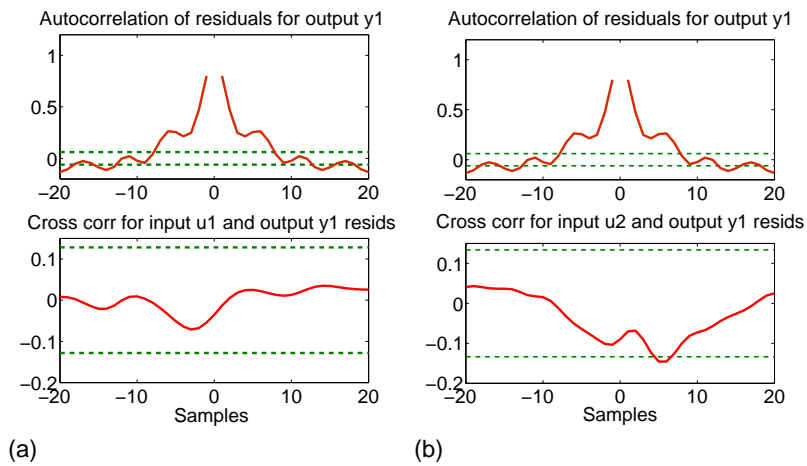 Autocorrelation of residuals for output y1
1
0.5
0
−20 −10 0 10 20
Cross corr for input u1 and output y1 resids
0.1
0
−0.1
−0.2
−20 −10 0 10 20
Samples
(a)
Autocorrelation of residuals for output y1
1
0.5
0
−20 −10 0 10 20
Cross corr for input u2 and output y1 resids
0.1
0
−0.1
−0.2
−20 −10 0 10 20
Samples
(b)